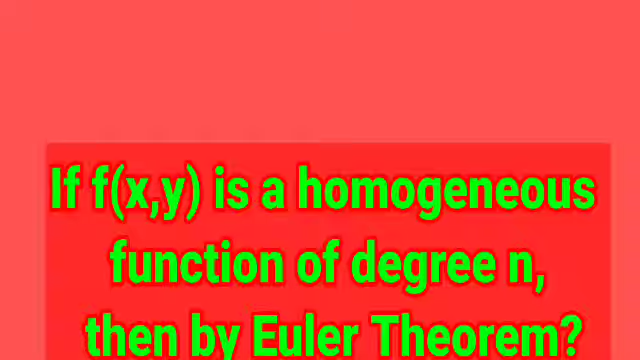 If f(x,y) is a homogeneous
function of degree n,
then by Euler Theorem?